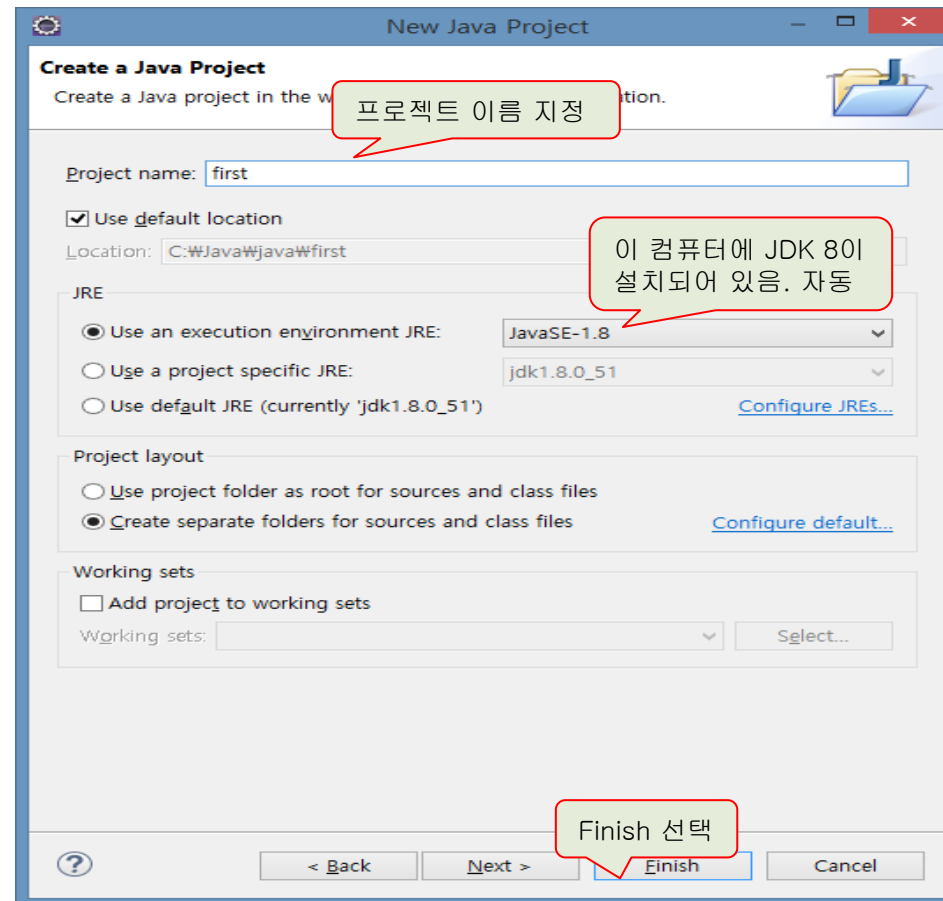 New Java Project
Create a Java Project
Create a Java project in the w
tion.
프로젝트 이름 지정
Project name: first
Use default location
Location: C:₩Java₩java₩first
이 컴퓨터에 JDK 8이
설치되어 있음. 자동
JRE
Use an execution environment JRE: JavaSE-1.8
Use a project specific JRE: jdk1.8.0_51
Use default JRE (currently 'jdk1.8.0_51') Configure JREs...
Project layout
Use project folder as root for sources and class files
Create separate folders for sources and class files Configure default...
Working sets
Add project to working sets
Working sets: Select...
Finish 선택
? < Back Next > Finish Cancel